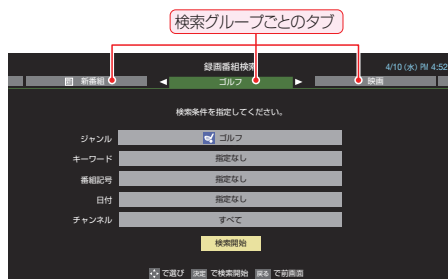 検索グループごとのタブ
録画番組検索
4/10 (水) PM 4:52
新番組
ゴルフ
映画
検索条件を指定してください。
ジャンル ゴルフ
キーワード 指定なし
番組記号 指定なし
日付 指定なし
チャンネル すべて
検索開始
で選び 決定 で検索開始 戻る で前画面